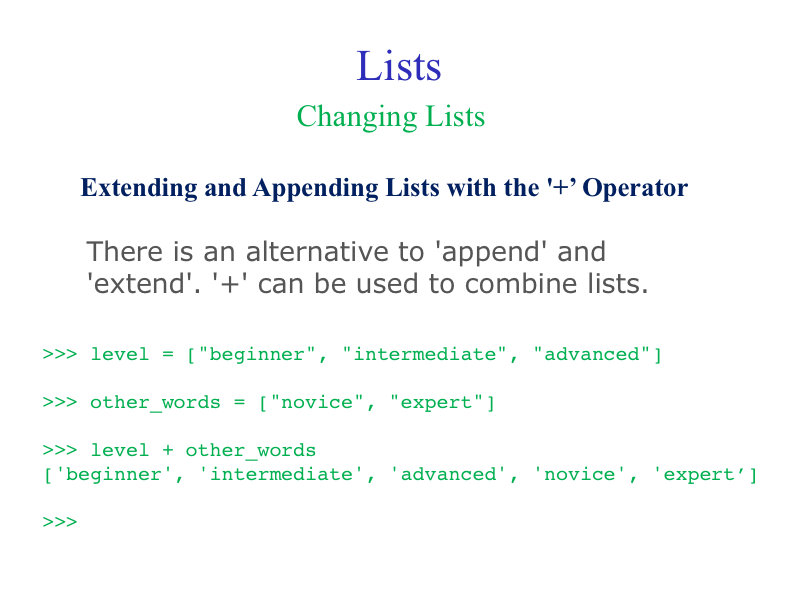 Lists
Changing Lists
Extending and Appending Lists with the '+’ Operator
There is an alternative to 'append' and
'extend'. '+' can be used to combine lists.
>>> level = ["beginner", "intermediate", "advanced"]
>>> other_words = ["novice", "expert"]
>>> level + other_words
['beginner', 'intermediate', 'advanced', 'novice', 'expert’]
>>>